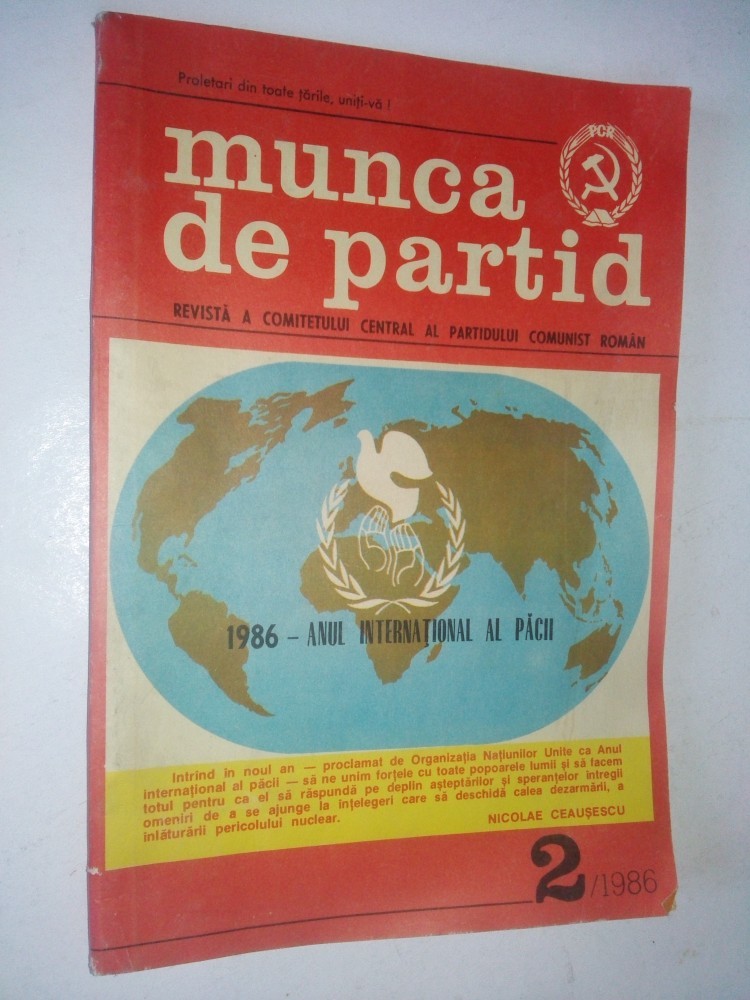 Proletari din toate țările, uniți-vă !
PCR
munca
de partid
REVISTĂ A COMITETULUI CENTRAL AL PARTIDULUI COMUNIST ROMÂN
1986 – ANUL INTERNAȚIONAL AL PĂCII
Intrînd în noul an — proclamat de Organizația Națiunilor Unite ca Anul
internațional al păcii — să ne unim forțele cu toate popoarele lumii și să facem
totul pentru ca el să răspundă pe deplin așteptărilor și speranțelor întregii
omeniri de a se ajunge la înțelegeri care să deschidă calea dezarmării, a
înlăturării pericolului nuclear.
NICOLAE CEAUȘESCU
2/1986